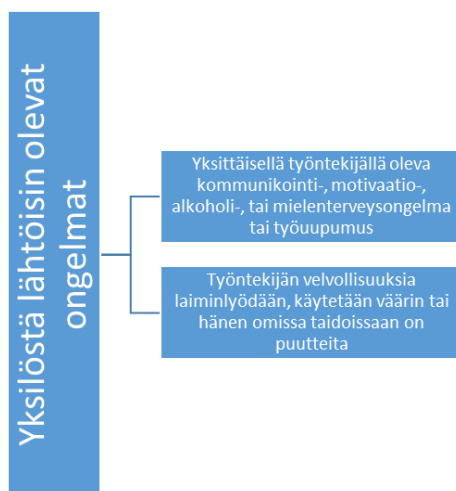 Yksilöstä lähtöisin olevat
ongelmat
Yksittäisellä työntekijällä oleva
kommunikointi-, motivaatio-,
alkoholi-, tai mielenterveysongelma
tai työuupumus
Työntekijän velvollisuuksia
laiminlyödään, käytetään väärin tai
hänen omissa taidoissaan on
puutteita